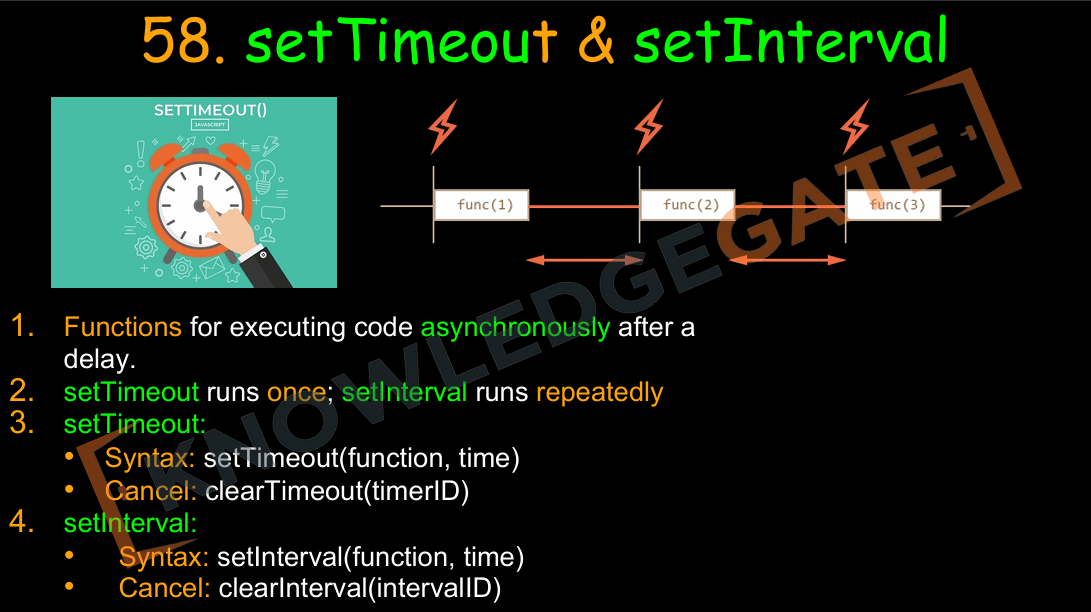 58. setTimeout & setInterval
SETTIMEOUT()
JAVASCRIPT
func(1)
func(2)
func(3)
1. Functions for executing code asynchronously after a
delay.
2. setTimeout runs once; setInterval runs repeatedly
3. setTimeout:
• Syntax: setTimeout(function, time)
• Cancel: clearTimeout(timerID)
4. setInterval:
• Syntax: setInterval(function, time)
• Cancel: clearInterval(intervalID)
[KNOWLEDGEGATE]